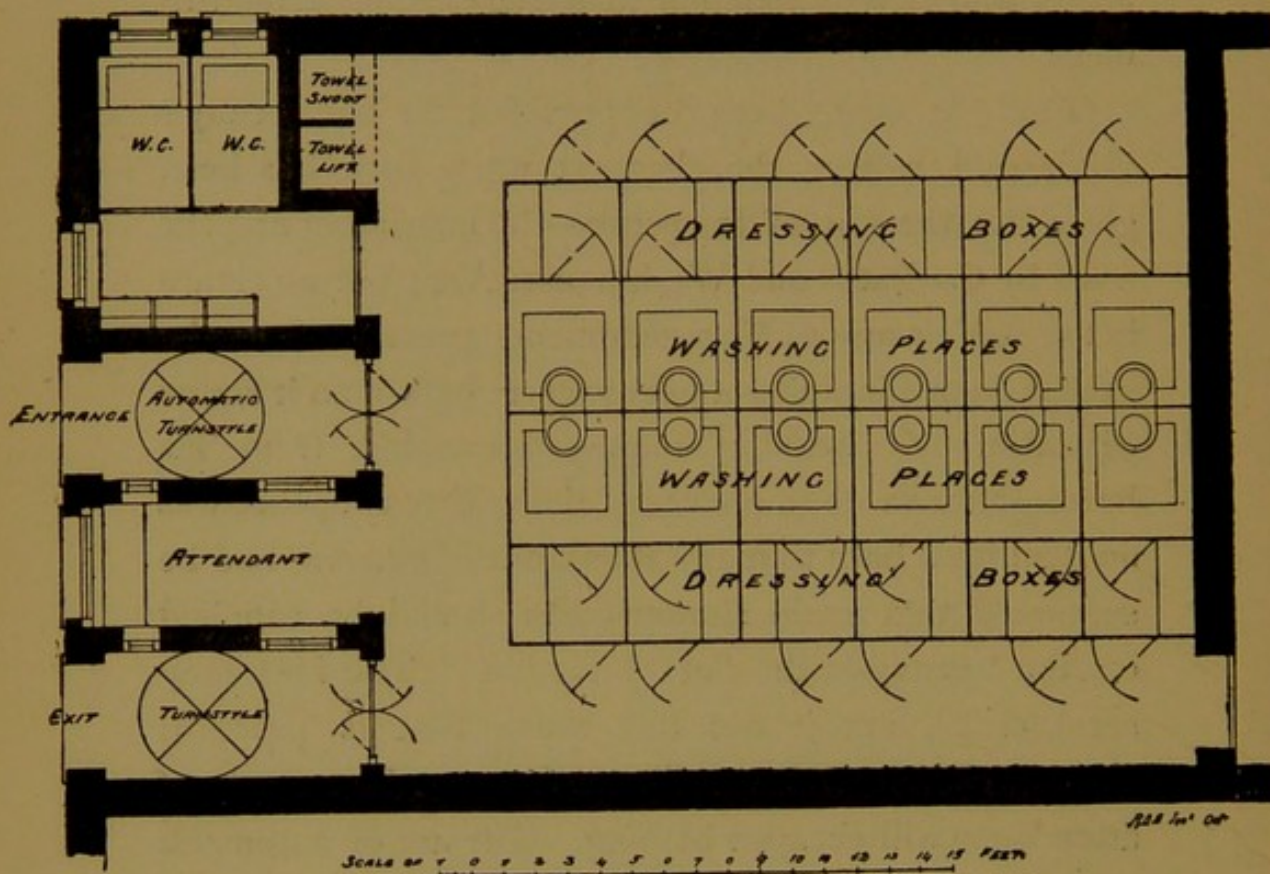 TOWEL
SHOOT
W.C. W.C.
TOWEL
LIFT
DRESSING BOXES
WASHING PLACES
ENTRANCE
AUTOMATIC
TURNSTYLE
WASHING PLACES
ATTENDANT
DRESSING BOXES
EXIT
TURNSTYLE
SCALE OF 1 0 1 2 3 4 5 6 7 8 9 10 11 12 13 14 15 FEET